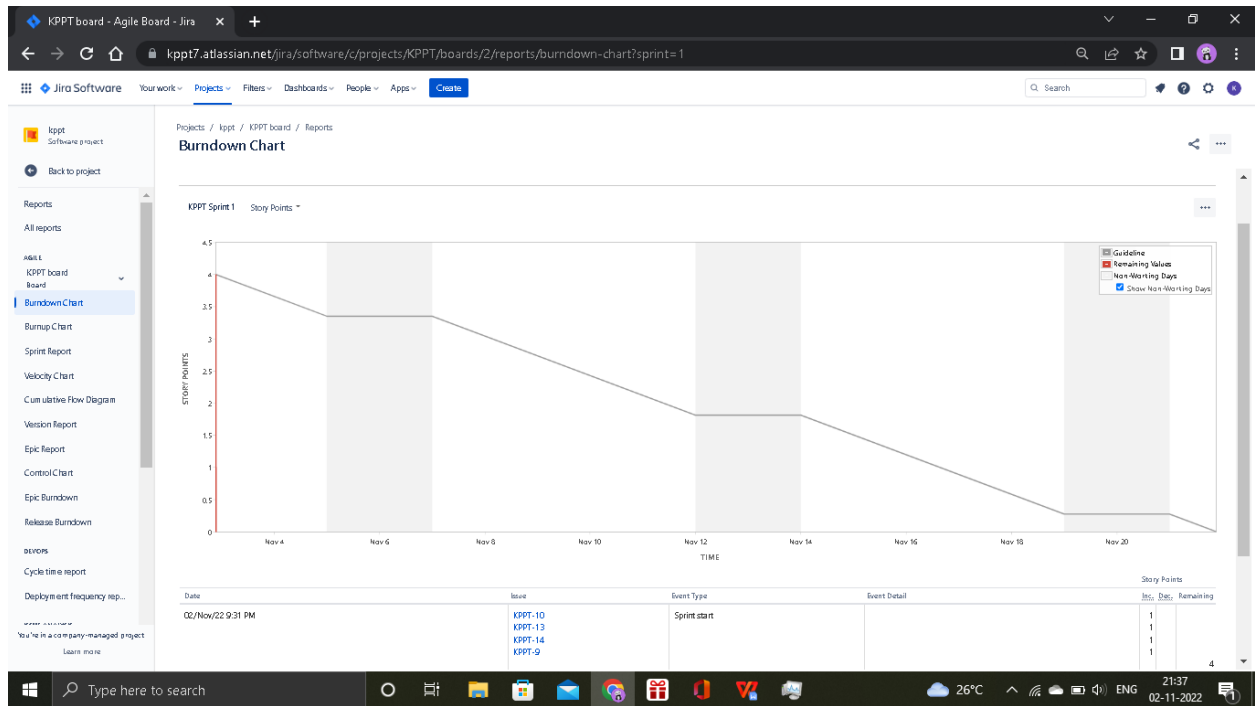 KPPT board - Agile Board - Jira
kppt7.atlassian.net/jira/software/c/projects/KPPT/boards/2/reports/burndown-chart?sprint=1
Jira Software Your work Projects Filters Dashboards People Apps Create Search K
kppt
Software project
Back to project
Reports
All reports
AGILE
KPPT board
Board
Burndown Chart
Burnup Chart
Sprint Report
Velocity Chart
Cumulative Flow Diagram
Version Report
Epic Report
Control Chart
Epic Burndown
Release Burndown
DEVOPS
Cycle time report
Deployment frequency rep...
You're in a company-managed project
Learn more
Projects / kppt / KPPT board / Reports
Burndown Chart
KPPT Sprint 1 Story Points
Guideline
Remaining Values
Non-Working Days
Show Non-Working Days
STORY POINTS
4.5
4
3.5
3
2.5
2
1.5
1
0.5
0
Nov 4 Nov 6 Nov 8 Nov 10 Nov 12 Nov 14 Nov 16 Nov 18 Nov 20
TIME
Story Points
Date Issue Event Type Event Detail Inc. Dec. Remaining
02/Nov/22 9:31 PM KPPT-10 Sprint start 1
KPPT-13 1
KPPT-14 1
KPPT-9 1
4
Type here to search
26°C ENG 21:37
02-11-2022